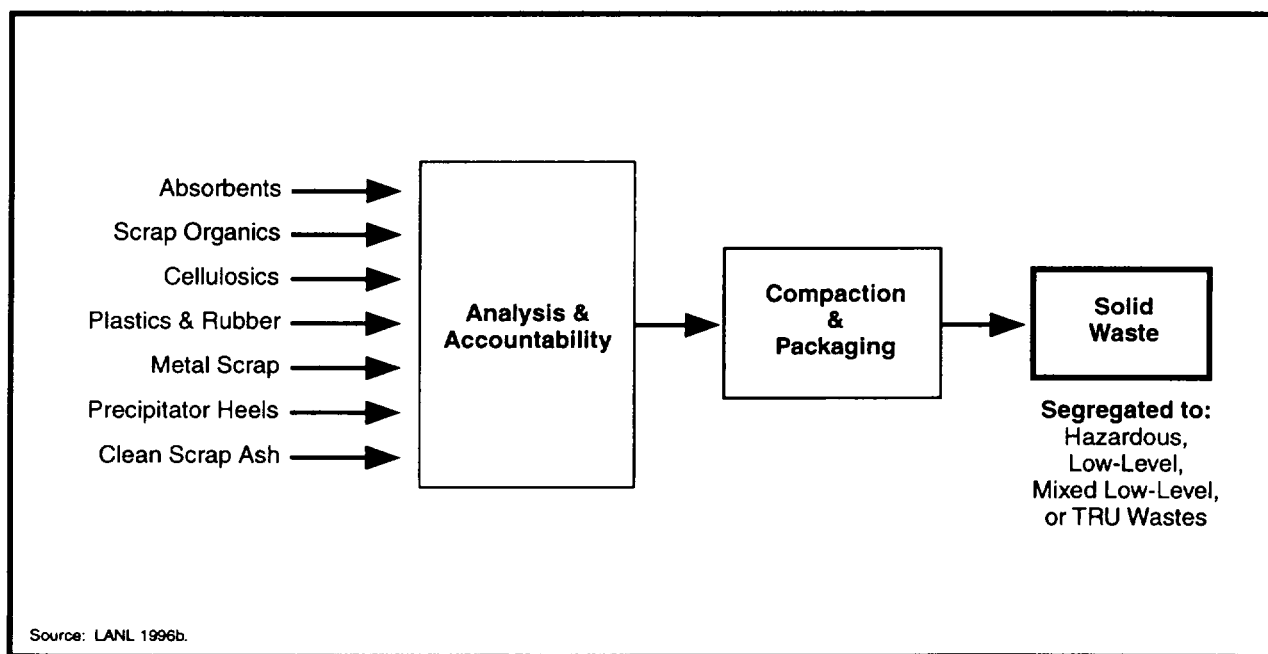 Absorbents
Scrap Organics
Cellulosics
Plastics & Rubber
Metal Scrap
Precipitator Heels
Clean Scrap Ash
Analysis &
Accountability
Compaction
&
Packaging
Solid
Waste
Segregated to:
Hazardous,
Low-Level,
Mixed Low-Level,
or TRU Wastes
Source: LANL 1996b.